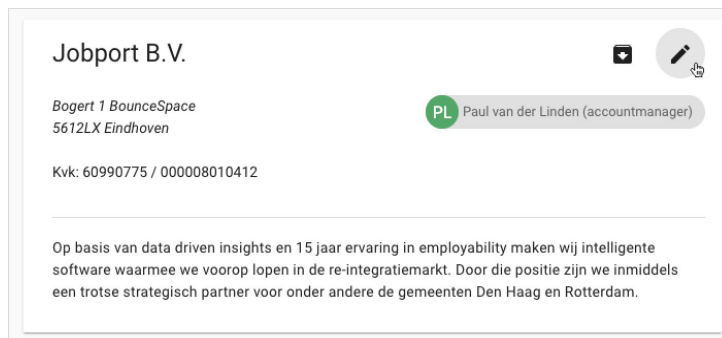 Jobport B.V.
Bogert 1 BounceSpace
5612LX Eindhoven
PL Paul van der Linden (accountmanager)
Kvk: 60990775 / 000008010412
Op basis van data driven insights en 15 jaar ervaring in employability maken wij intelligente
software waarmee we voorop lopen in de re-integratiemarkt. Door die positie zijn we inmiddels
een trotse strategisch partner voor onder andere de gemeenten Den Haag en Rotterdam.